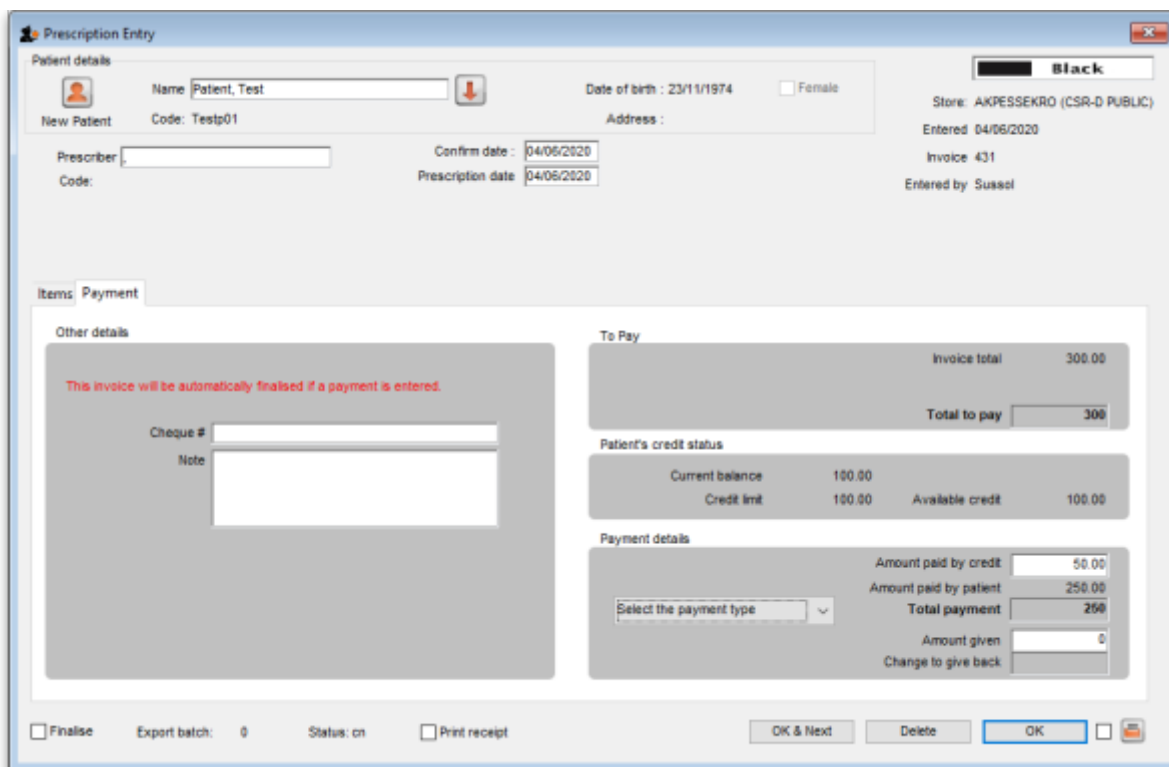 Prescription Entry
Patient details
Black
Name Patient, Test
Date of birth : 23/11/1974
Female
Store: AKPESSEKRO (CSR-D PUBLIC)
New Patient
Code: Testp01
Address :
Entered 04/06/2020
Prescriber ,
Confirm date : 04/06/2020
Invoice 431
Code:
Prescription date 04/06/2020
Entered by Sussol
Items Payment
Other details
This invoice will be automatically finalised if a payment is entered.
Cheque #
Note
To Pay
Invoice total 300.00
Total to pay 300
Patient's credit status
Current balance 100.00
Credit limit 100.00 Available credit 100.00
Payment details
Amount paid by credit 50.00
Amount paid by patient 250.00
Select the payment type
Total payment 250
Amount given 0
Change to give back
Finalise Export batch: 0 Status: cn Print receipt OK & Next Delete OK